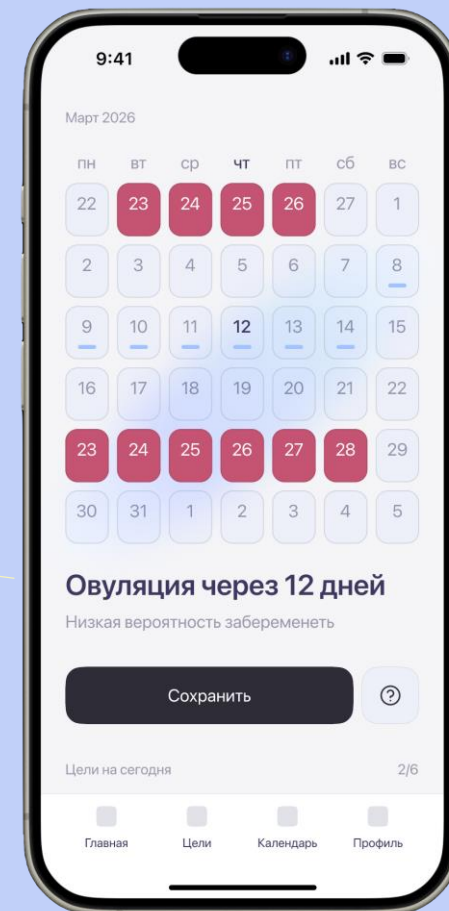 9:41
Март 2026
пн вт ср чт пт сб вс
22 23 24 25 26 27 1
2 3 4 5 6 7 8
9 10 11 12 13 14 15
16 17 18 19 20 21 22
23 24 25 26 27 28 29
30 31 1 2 3 4 5
Овуляция через 12 дней
Низкая вероятность забеременеть
Сохранить ?
Цели на сегодня 2/6
Главная Цели Календарь Профиль